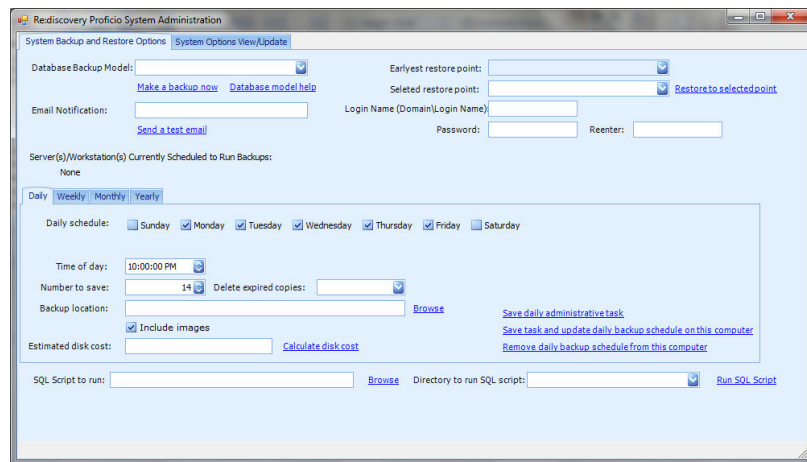 Re:discovery Proficio System Administration
System Backup and Restore Options System Options View/Update
Database Backup Model: Earlyest restore point:
Make a backup now Database model help Seleted restore point: Restore to selected point
Email Notification: Login Name (Domain\Login Name):
Send a test email Password: Reenter:
Server(s)/Workstation(s) Currently Scheduled to Run Backups:
None
Daily Weekly Monthly Yearly
Daily schedule: Sunday Monday Tuesday Wednesday Thursday Friday Saturday
Time of day: 10:00:00 PM
Number to save: 14 Delete expired copies:
Backup location: Browse Save daily administrative task
Include images Save task and update daily backup schedule on this computer
Estimated disk cost: Calculate disk cost Remove daily backup schedule from this computer
SQL Script to run: Browse Directory to run SQL script: Run SQL Script